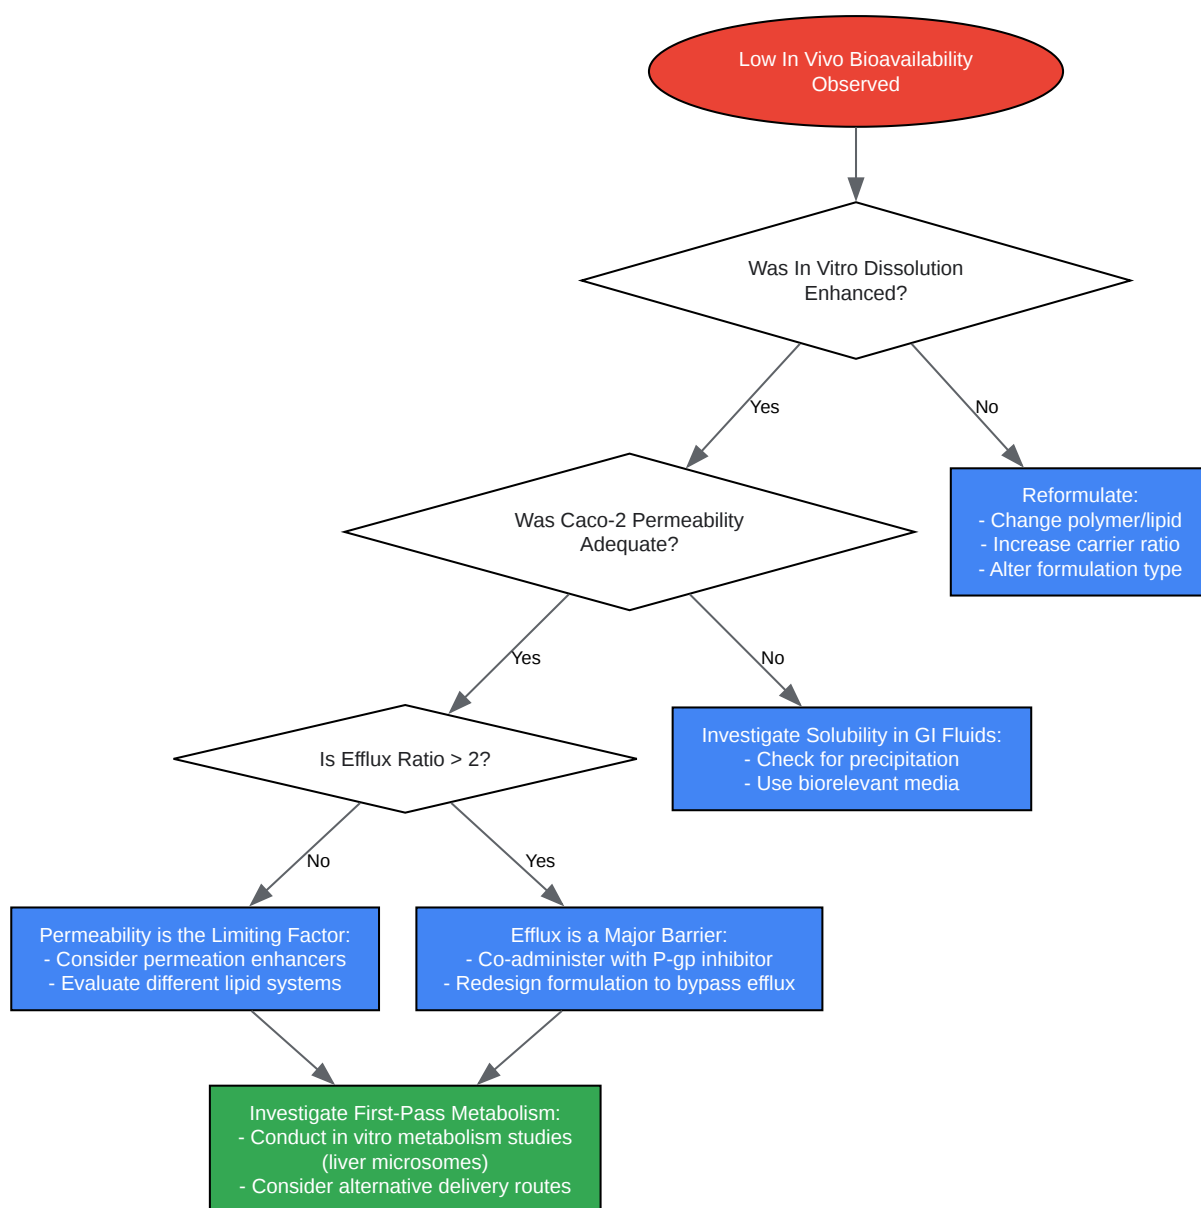 Low In Vivo Bioavailability
Observed
Was In Vitro Dissolution
Enhanced?
Yes
No
Was Caco-2 Permeability
Adequate?
Reformulate:
- Change polymer/lipid
- Increase carrier ratio
- Alter formulation type
Yes
No
Is Efflux Ratio > 2?
Investigate Solubility in GI Fluids:
- Check for precipitation
- Use biorelevant media
No
Yes
Permeability is the Limiting Factor:
- Consider permeation enhancers
- Evaluate different lipid systems
Efflux is a Major Barrier:
- Co-administer with P-gp inhibitor
- Redesign formulation to bypass efflux
Investigate First-Pass Metabolism:
- Conduct in vitro metabolism studies
(liver microsomes)
- Consider alternative delivery routes